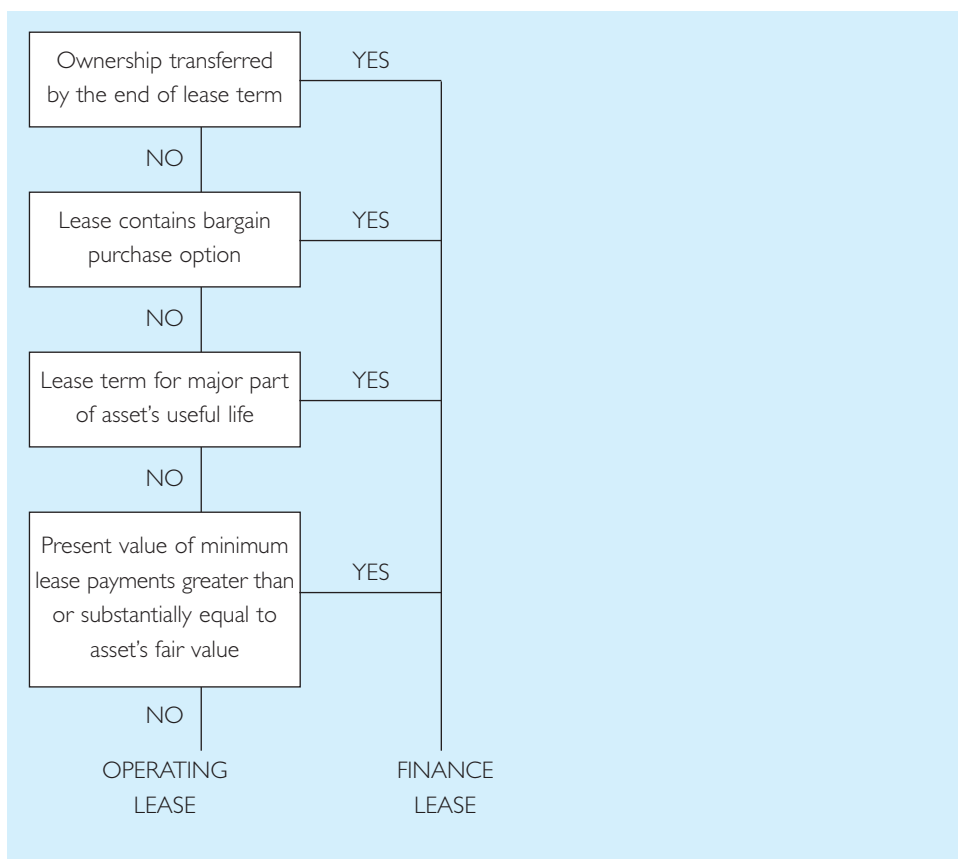 Ownership transferred
by the end of lease term
YES
NO
Lease contains bargain
purchase option
YES
NO
Lease term for major part
of asset's useful life
YES
NO
Present value of minimum
lease payments greater than
or substantially equal to
asset's fair value
YES
NO
OPERATING
LEASE
FINANCE
LEASE